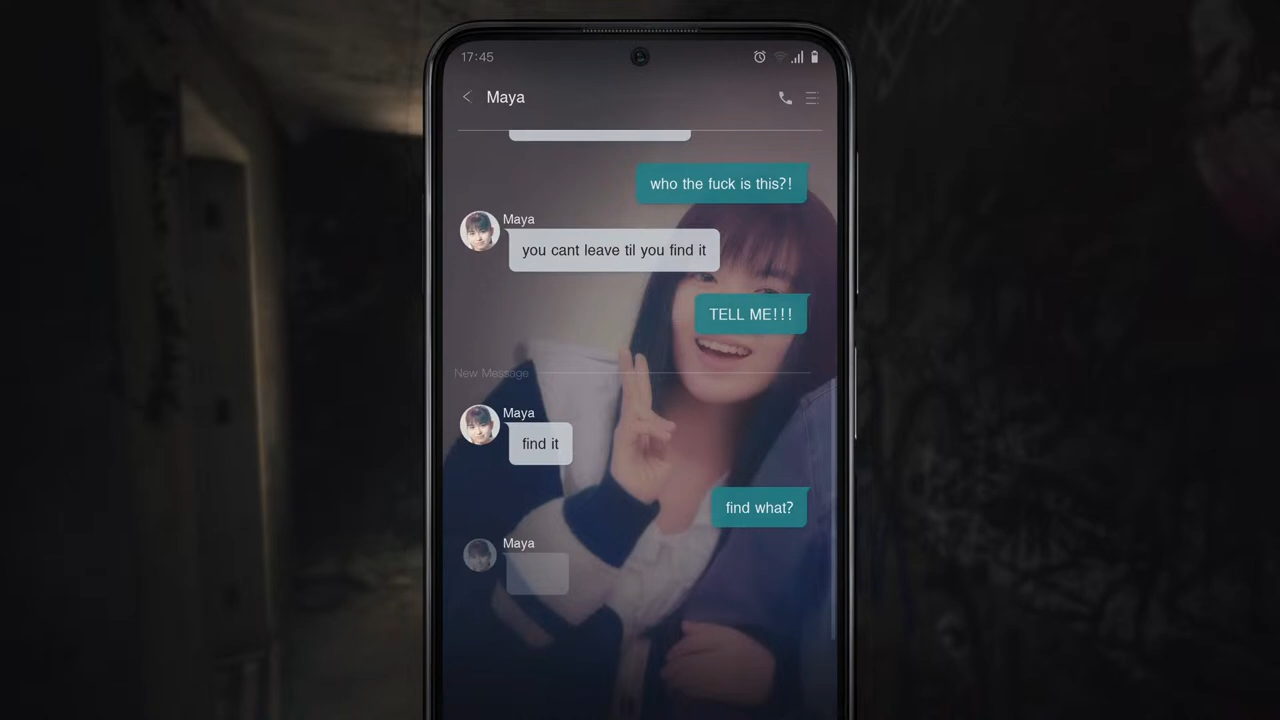 17:45
Maya
who the fuck is this?!
Maya
you cant leave til you find it
TELL ME!!!
New Message
Maya
find it
find what?
Maya